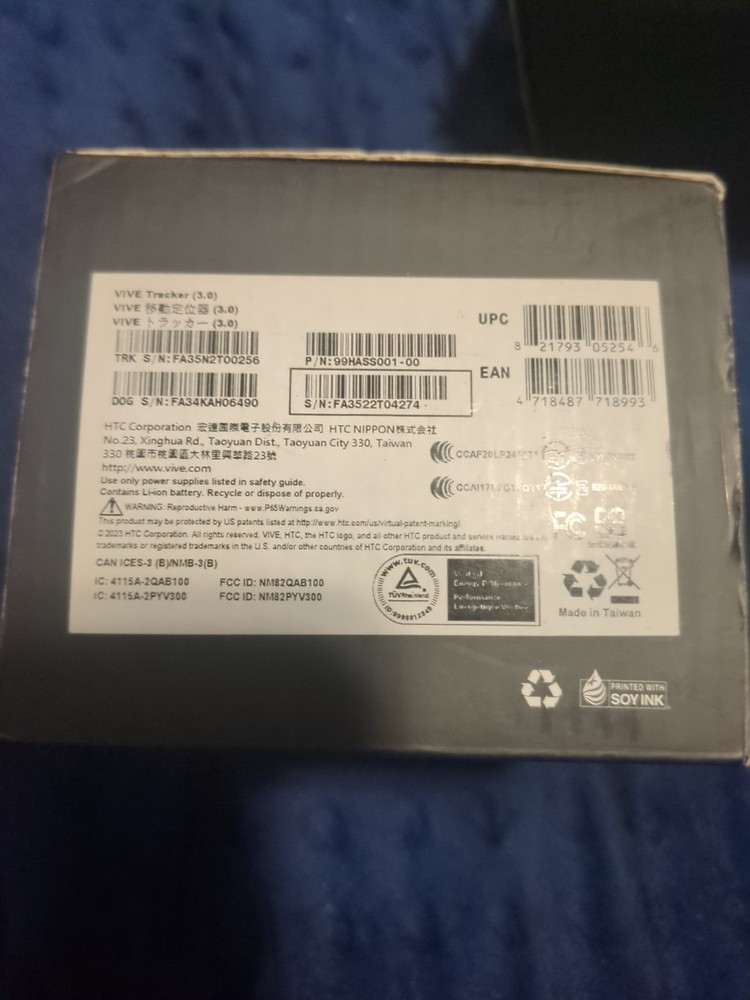 VIVE Tracker (3.0)
VIVE 移動定位器 (3.0)
VIVE トラッカー (3.0)
TRK S/N:FA35N2T00256
P/N:99HASS001-00
UPC
8 21793 05254 6
DOG S/N:FA34KAH06490
S/N:FA3522T04274
EAN
4 718487 718993
HTC Corporation 宏達國際電子股份有限公司 HTC NIPPON株式会社
No.23, Xinghua Rd., Taoyuan Dist., Taoyuan City 330, Taiwan
330 桃園市桃園區大林里興華路23號
http://www.vive.com
Use only power supplies listed in safety guide.
Contains Li-ion battery. Recycle or dispose of properly.
WARNING: Reproductive Harm - www.P65Warnings.ca.gov
This product may be protected by US patents listed at http://www.htc.com/us/virtual-patent-marking/
© 2023 HTC Corporation. All rights reserved. VIVE, HTC, the HTC logo, and all other HTC product and service names are
trademarks or registered trademarks in the U.S. and/or other countries of HTC Corporation and its affiliates.
CAN ICES-3 (B)/NMB-3(B)
IC: 4115A-2QAB100 FCC ID: NM82QAB100
IC: 4115A-2PYV300 FCC ID: NM82PYV300
www.tuv.com
TÜVRheinland
Energy
Performance
Made in Taiwan
PRINTED WITH
SOY INK